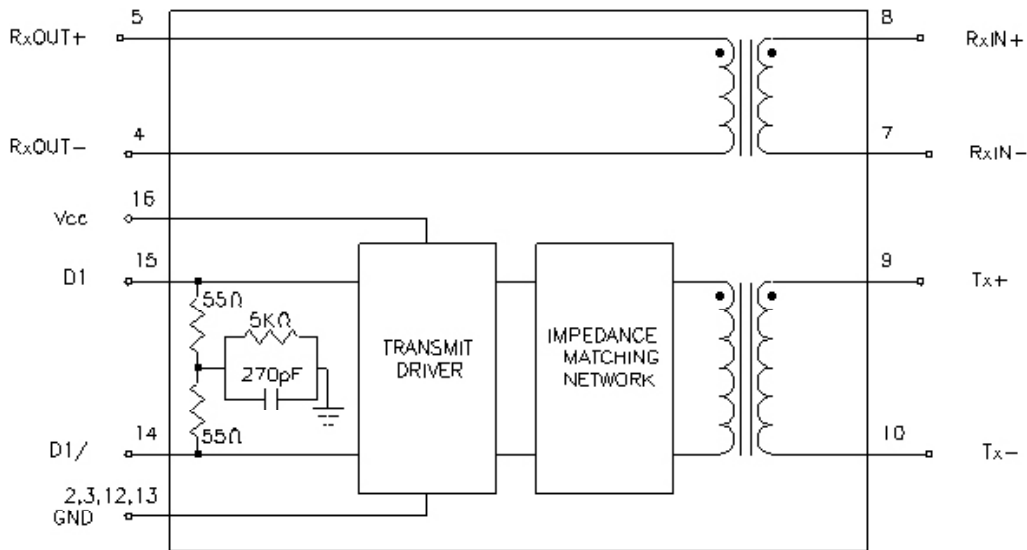 5
8
RxOUT+
RxIN+
4
7
RxOUT-
RxIN-
16
Vcc
15
9
D1
Tx+
55Ω
5KΩ
270pF
TRANSMIT
DRIVER
IMPEDANCE
MATCHING
NETWORK
55Ω
14
10
D1/
Tx-
2,3,12,13
GND